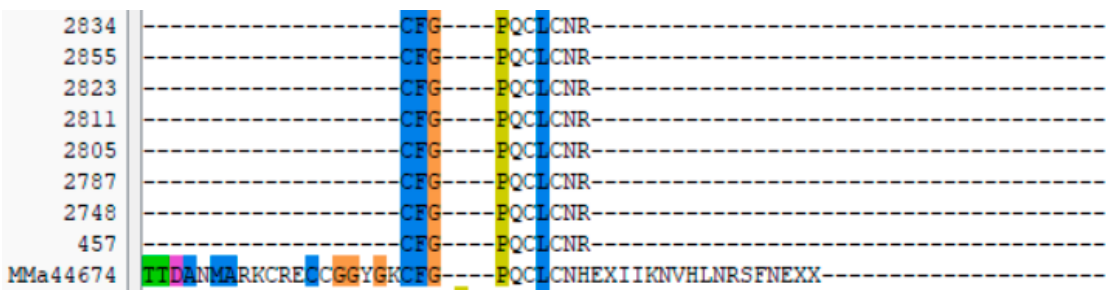 2834 -------------------CFG----PQCLCNR--------------------------------------
2855 -------------------CFG----PQCLCNR--------------------------------------
2823 -------------------CFG----PQCLCNR--------------------------------------
2811 -------------------CFG----PQCLCNR--------------------------------------
2805 -------------------CFG----PQCLCNR--------------------------------------
2787 -------------------CFG----PQCLCNR--------------------------------------
2748 -------------------CFG----PQCLCNR--------------------------------------
457 -------------------CFG----PQCLCNR--------------------------------------
MMa44674 TTDANMARKCRECCGGYGKCFG----PQCLCNHEXIIKNVHLNRSFNEXX---------------------